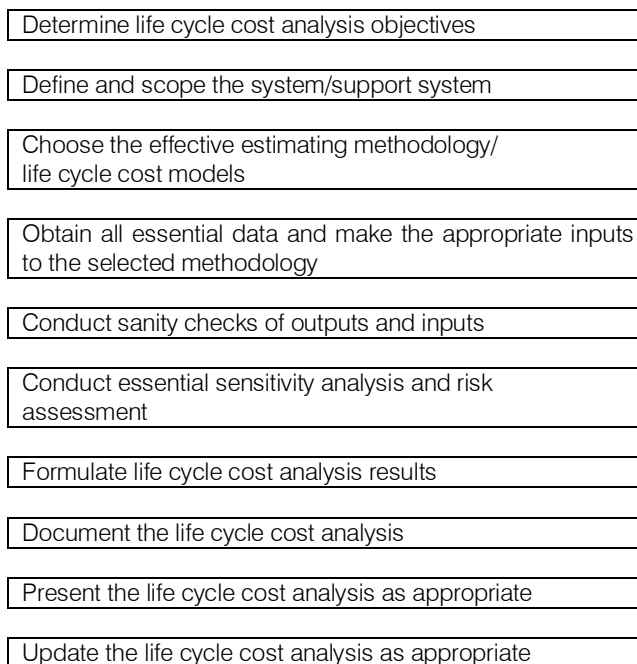 Determine life cycle cost analysis objectives
Define and scope the system/support system
Choose the effective estimating methodology/
life cycle cost models
Obtain all essential data and make the appropriate inputs
to the selected methodology
Conduct sanity checks of outputs and inputs
Conduct essential sensitivity analysis and risk
assessment
Formulate life cycle cost analysis results
Document the life cycle cost analysis
Present the life cycle cost analysis as appropriate
Update the life cycle cost analysis as appropriate